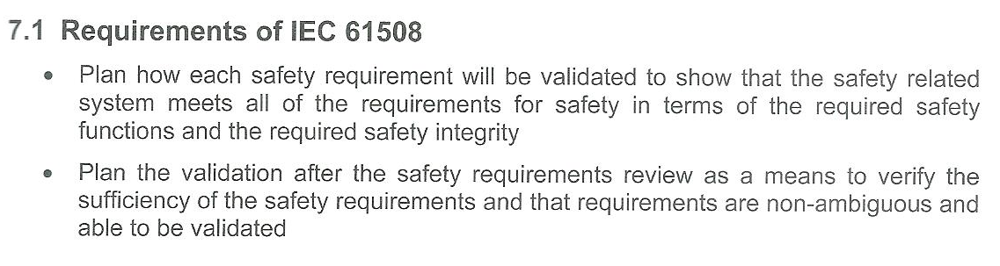 7.1 Requirements of IEC 61508
• Plan how each safety requirement will be validated to show that the safety related
system meets all of the requirements for safety in terms of the required safety
functions and the required safety integrity
• Plan the validation after the safety requirements review as a means to verify the
sufficiency of the safety requirements and that requirements are non-ambiguous and
able to be validated